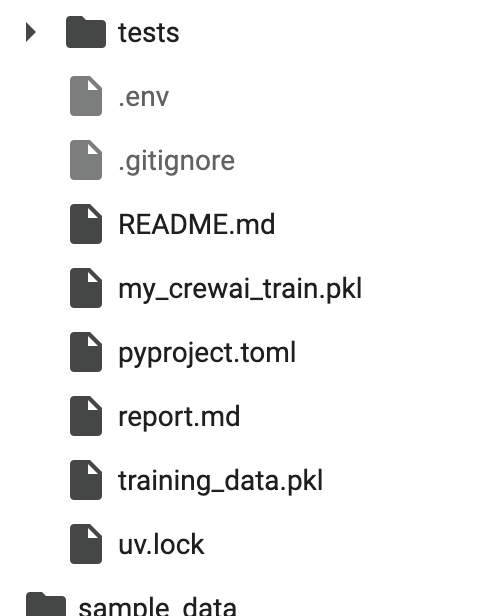 tests
.env
.gitignore
README.md
my_crewai_train.pkl
pyproject.toml
report.md
training_data.pkl
uv.lock
sample_data